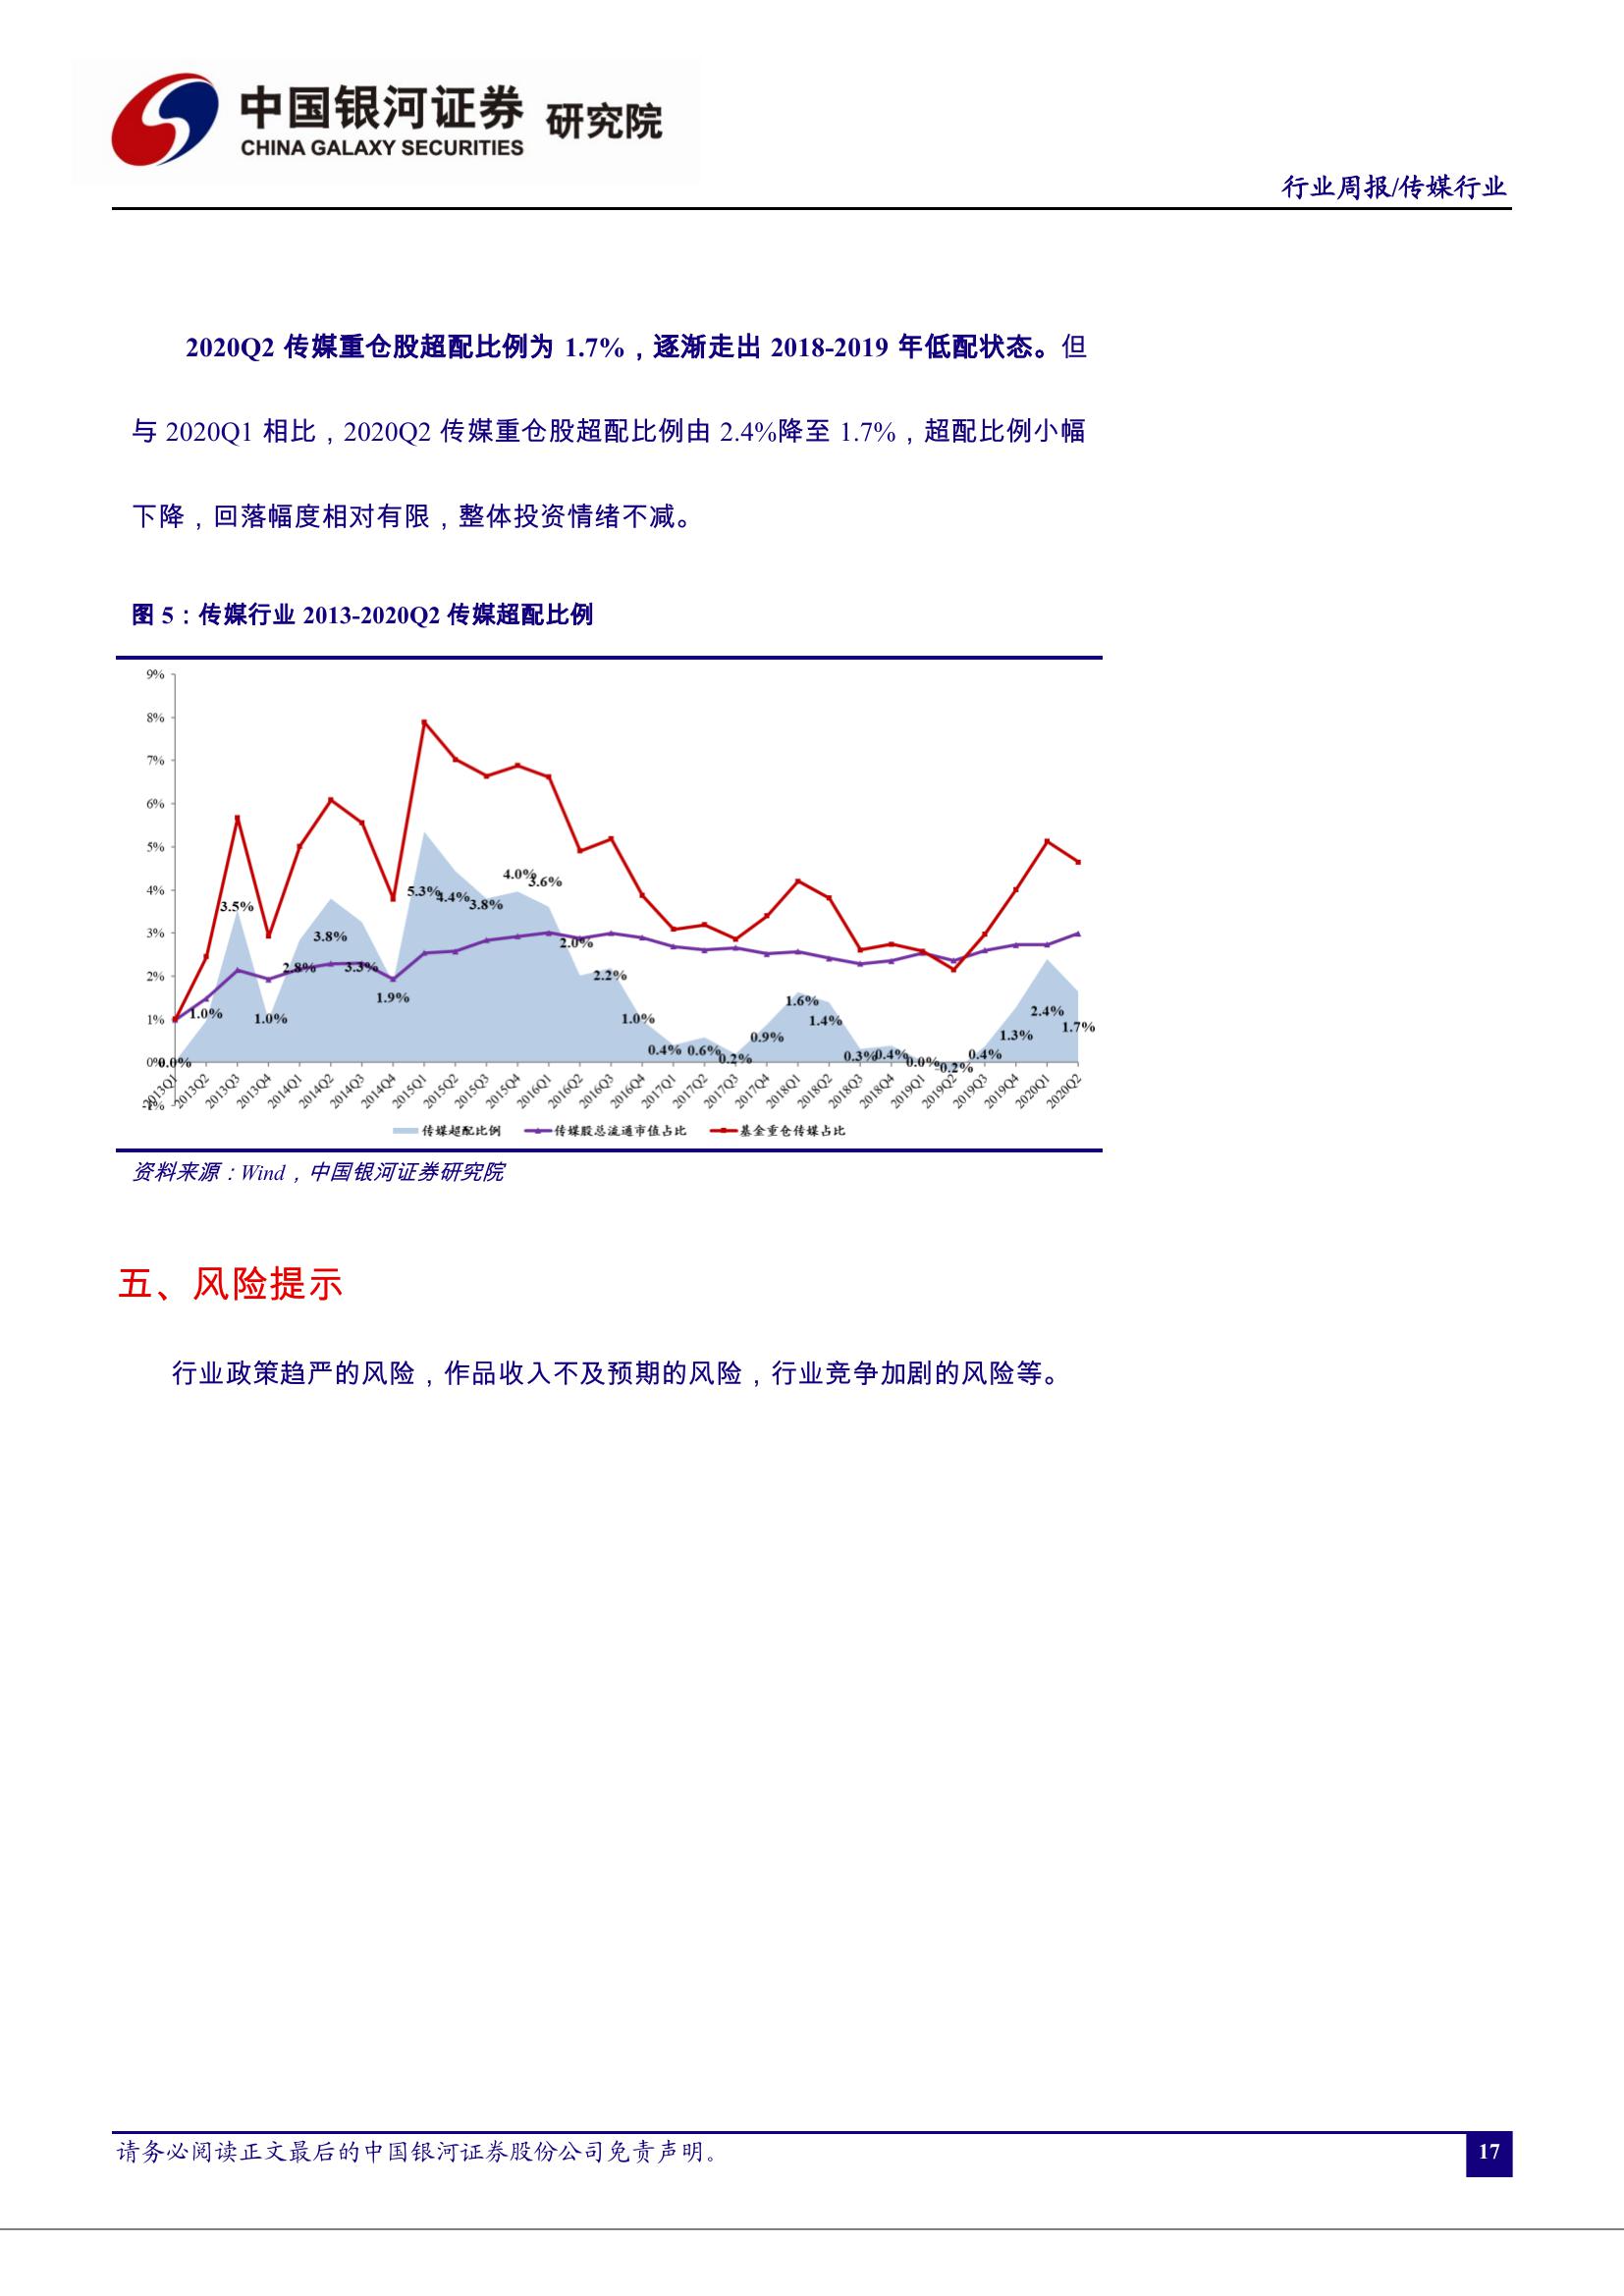 中国银河证券 研究院
CHINA GALAXY SECURITIES
行业周报/传媒行业
2020Q2 传媒重仓股超配比例为 1.7%，逐渐走出 2018-2019 年低配状态。但
与 2020Q1 相比，2020Q2 传媒重仓股超配比例由 2.4%降至 1.7%，超配比例小幅
下降，回落幅度相对有限，整体投资情绪不减。
图 5：传媒行业 2013-2020Q2 传媒超配比例
9%
8%
7%
6%
5%
4%
3%
2%
1%
0%
-1%
0.0% 1.0% 3.5% 1.0% 2.8% 3.8% 3.3% 1.9% 5.3% 4.4% 3.8% 4.0% 3.6% 2.0% 2.2% 1.0% 0.4% 0.6% 0.2% 0.9% 1.6% 1.4% 0.3% 0.4% 0.0% -0.2% 0.4% 1.3% 2.4% 1.7%
2013Q1 2013Q2 2013Q3 2013Q4 2014Q1 2014Q2 2014Q3 2014Q4 2015Q1 2015Q2 2015Q3 2015Q4 2016Q1 2016Q2 2016Q3 2016Q4 2017Q1 2017Q2 2017Q3 2017Q4 2018Q1 2018Q2 2018Q3 2018Q4 2019Q1 2019Q2 2019Q3 2019Q4 2020Q1 2020Q2
传媒超配比例 传媒股总流通市值占比 基金重仓传媒占比
资料来源：Wind，中国银河证券研究院
五、风险提示
行业政策趋严的风险，作品收入不及预期的风险，行业竞争加剧的风险等。
请务必阅读正文最后的中国银河证券股份公司免责声明。
17